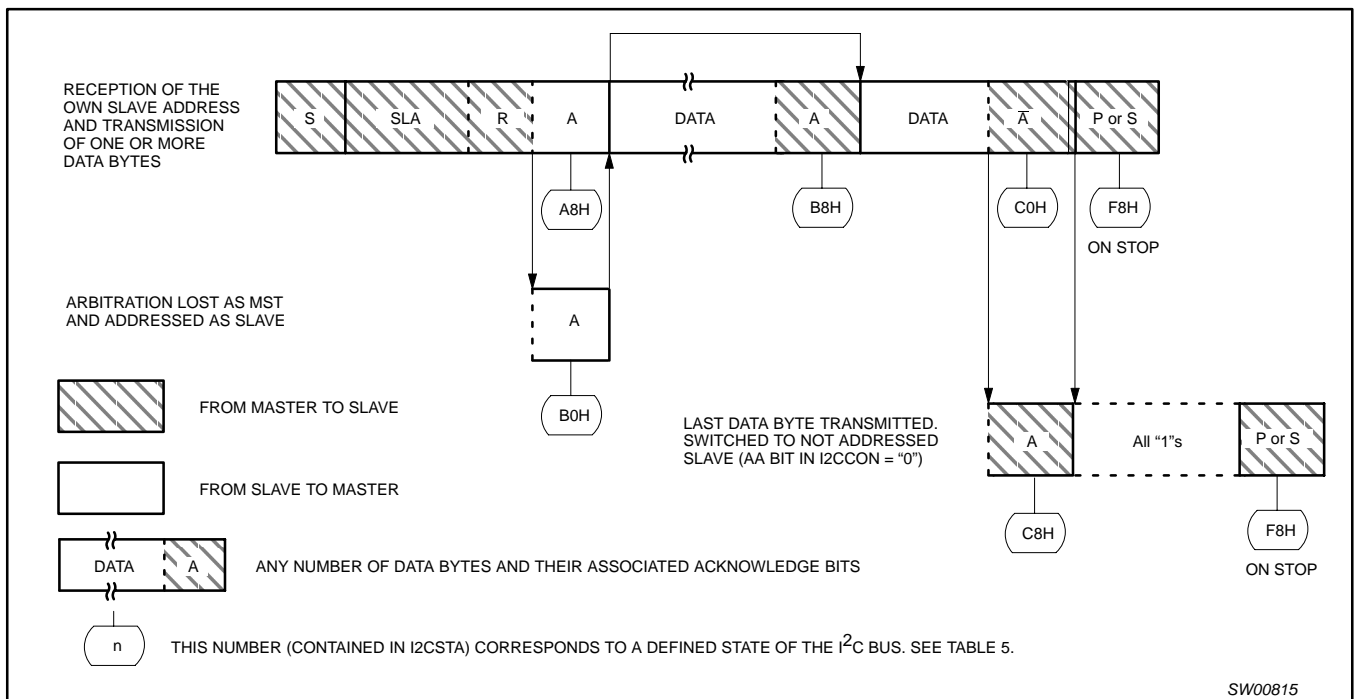 RECEPTION OF THE
OWN SLAVE ADDRESS
AND TRANSMISSION
OF ONE OR MORE
DATA BYTES
S SLA R A DATA A DATA A̅ P or S
A8H B8H C0H F8H
ON STOP
ARBITRATION LOST AS MST
AND ADDRESSED AS SLAVE
A
B0H
FROM MASTER TO SLAVE
LAST DATA BYTE TRANSMITTED.
SWITCHED TO NOT ADDRESSED
SLAVE (AA BIT IN I2CCON = “0”)
A All “1”s P or S
C8H F8H
ON STOP
FROM SLAVE TO MASTER
DATA A ANY NUMBER OF DATA BYTES AND THEIR ASSOCIATED ACKNOWLEDGE BITS
n THIS NUMBER (CONTAINED IN I2CSTA) CORRESPONDS TO A DEFINED STATE OF THE I²C BUS. SEE TABLE 5.
SW00815